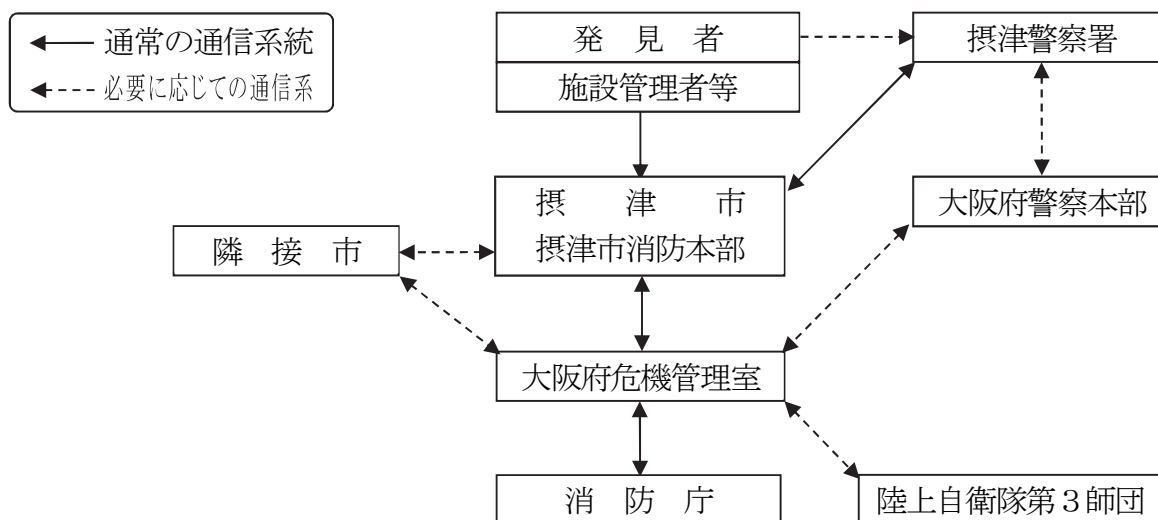 通常の通信系統
必要に応じての通信系
発見者
施設管理者等
摂津警察署
摂津市
摂津市消防本部
大阪府警察本部
隣接市
大阪府危機管理室
消防庁
陸上自衛隊第３師団